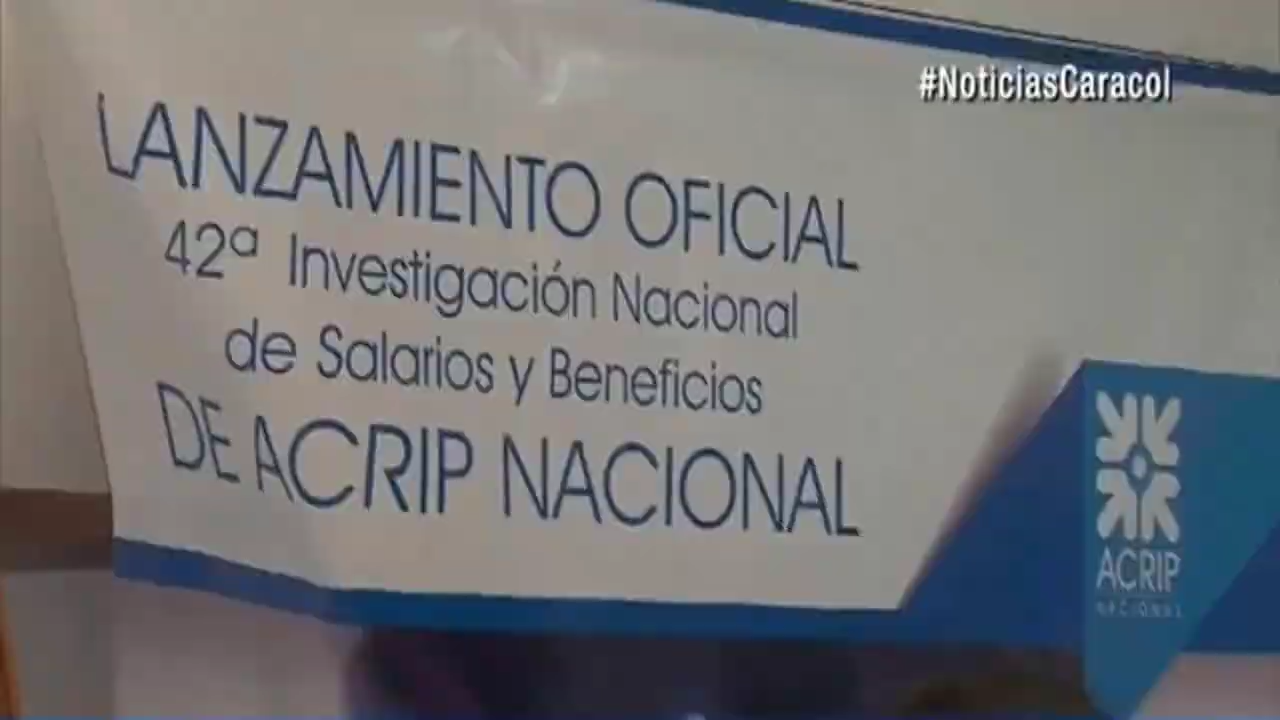 #NoticiasCaracol
LANZAMIENTO OFICIAL
42ª Investigación Nacional
de Salarios y Beneficios
DE ACRIP NACIONAL
ACRIP
NACIONAL